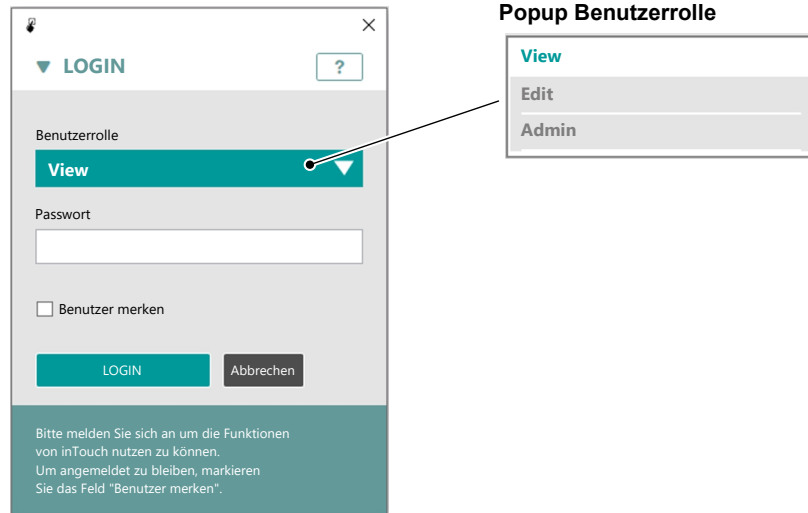 Popup Benutzerrolle
LOGIN
?
View
Edit
Admin
Benutzerrolle
View
Passwort
Benutzer merken
LOGIN
Abbrechen
Bitte melden Sie sich an um die Funktionen
von inTouch nutzen zu können.
Um angemeldet zu bleiben, markieren
Sie das Feld "Benutzer merken".